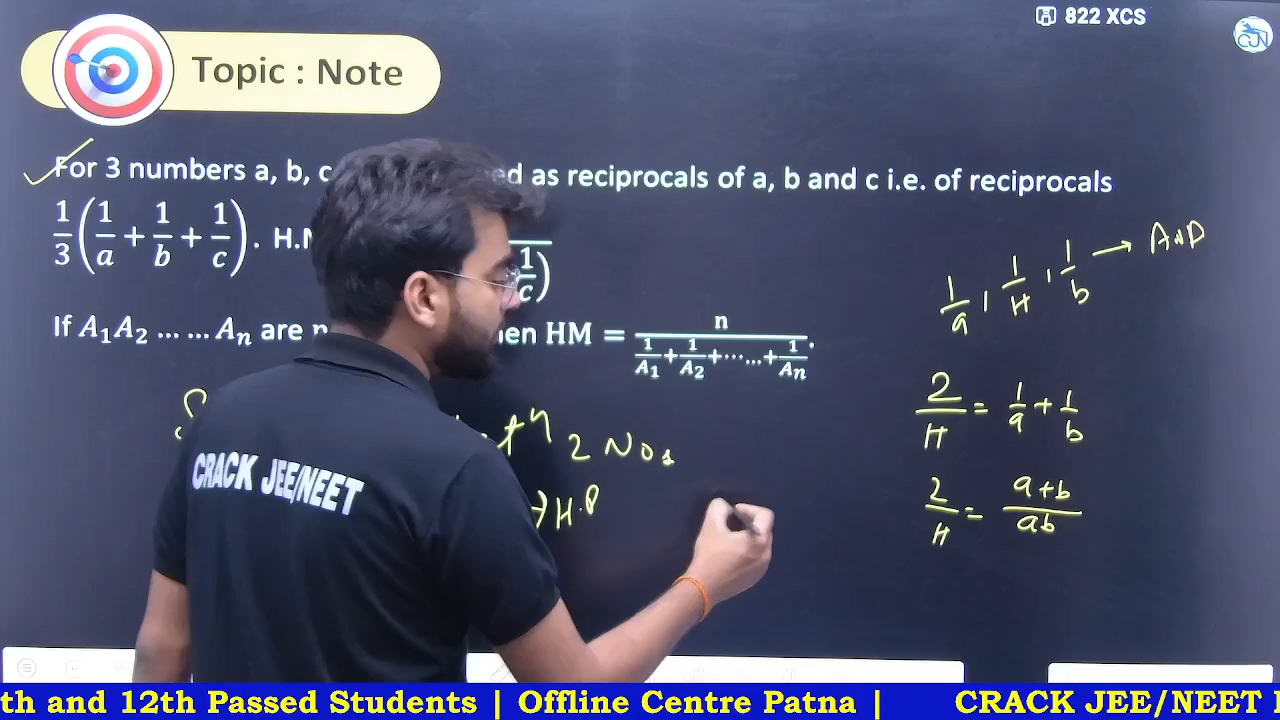 822 XCS
Topic : Note
For 3 numbers a, b, c as reciprocals of a, b and c i.e. of reciprocals
1/3 (1/a + 1/b + 1/c). H.M 1/c)
If A₁A₂ ... ... Aₙ are HM = n / (1/A₁ + 1/A₂ + ⋯ ... + 1/Aₙ).
1/a, 1/H, 1/b →
2/H = 1/a + 1/b
2 Nos
2/H = a+b/ab
H.P
CRACK JEE/NEET
th and 12th Passed Students | Offline Centre Patna | CRACK JEE/NEET